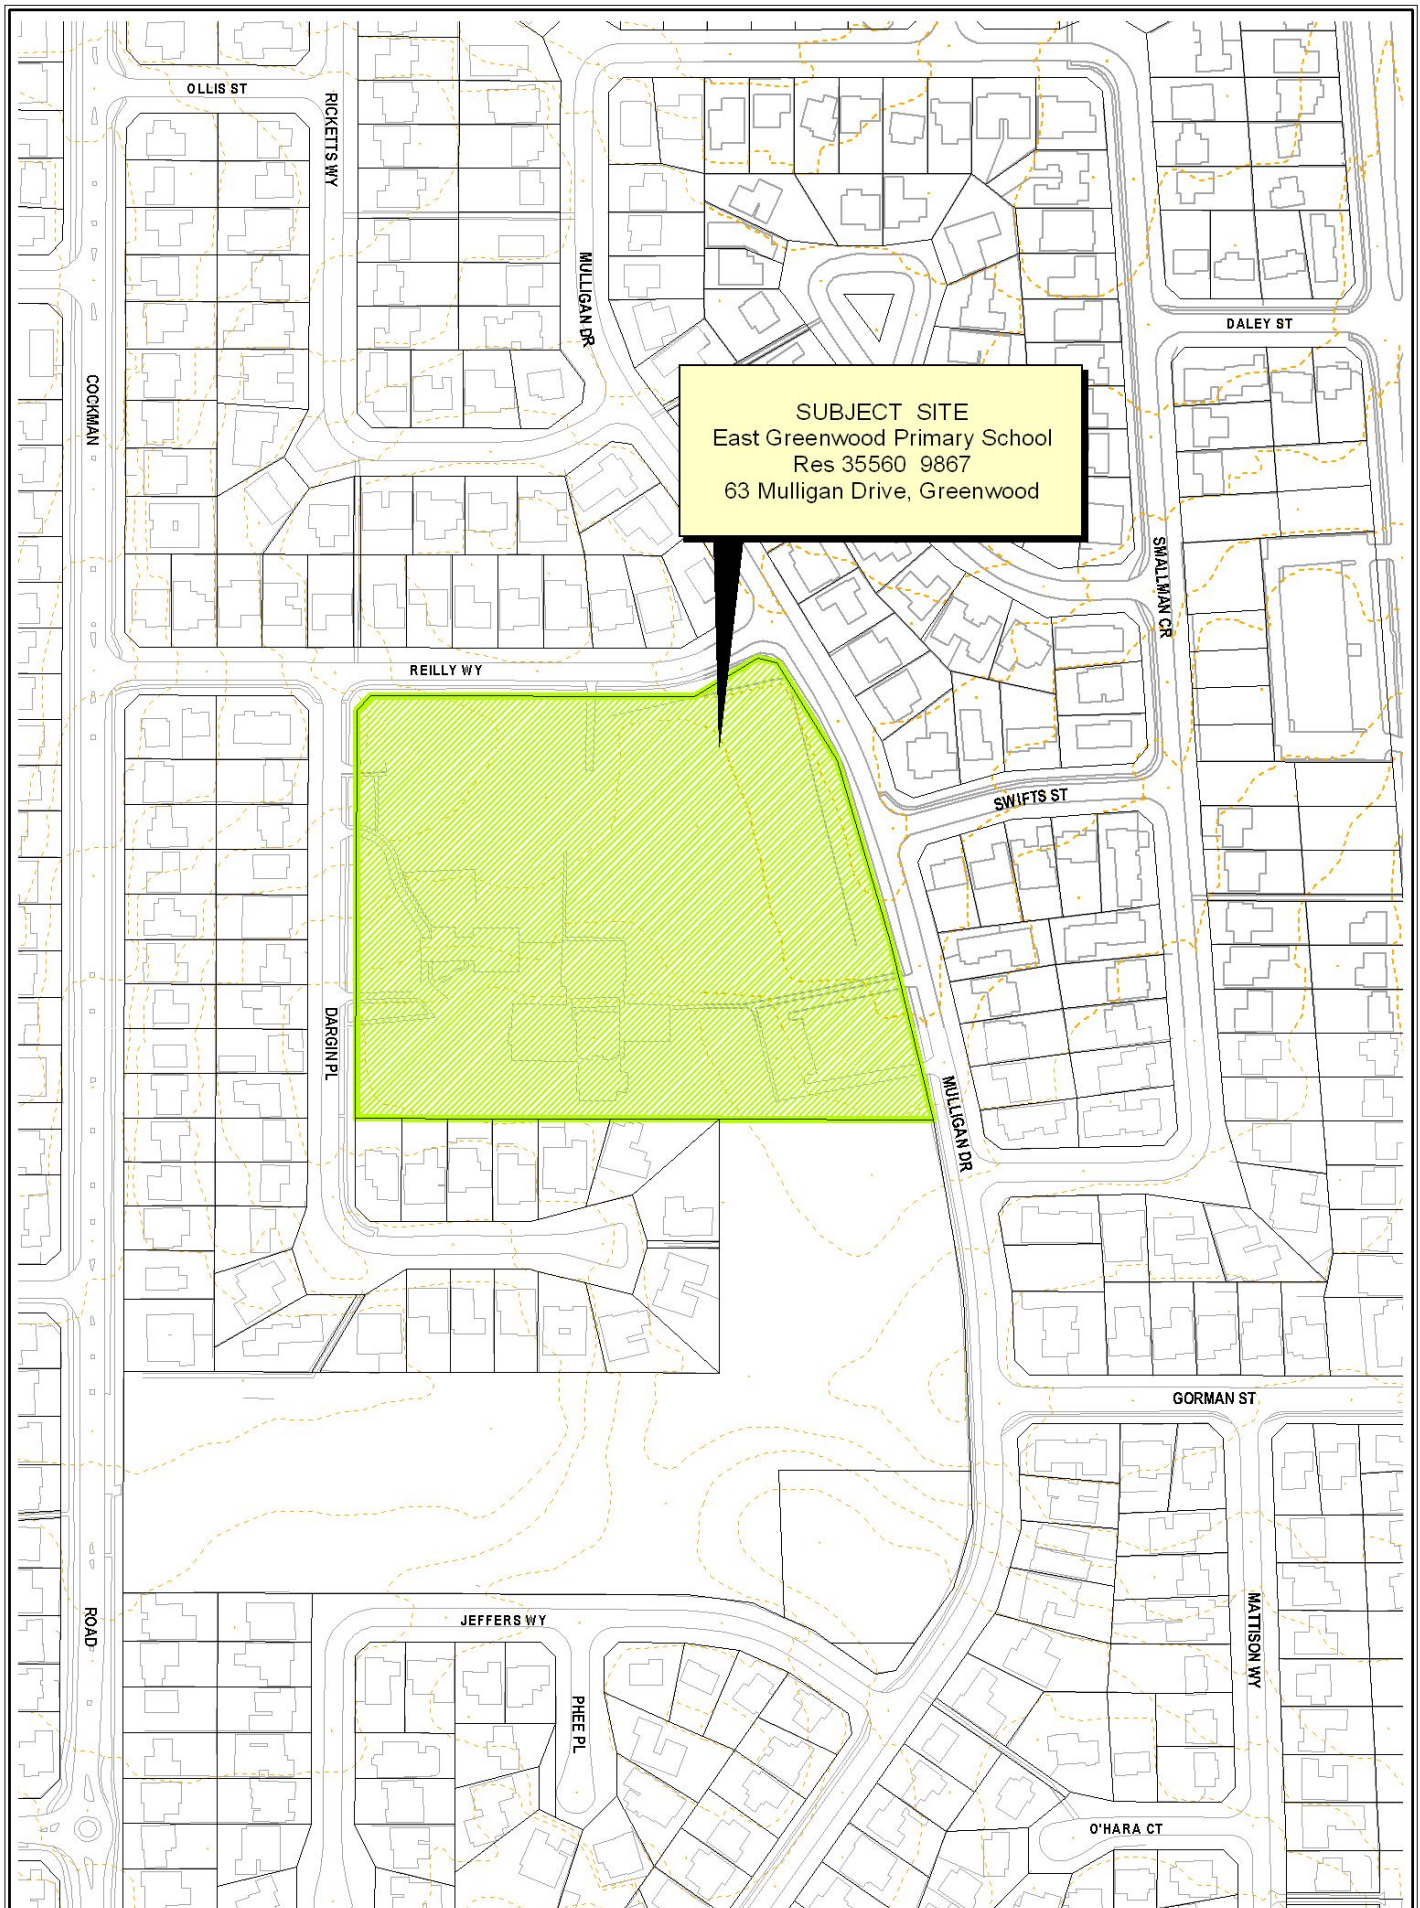 OLLIS ST
RICKETTS WY
MULLIGAN DR
DALEY ST
COCKMAN
SUBJECT SITE
East Greenwood Primary School
Res 35560 9867
63 Mulligan Drive, Greenwood
SMALLMAN CR
REILLY WY
SWIFTS ST
DARGIN PL
MULLIGAN DR
GORMAN ST
ROAD
JEFFERS WY
MATTISON WY
PHEE PL
O'HARA CT